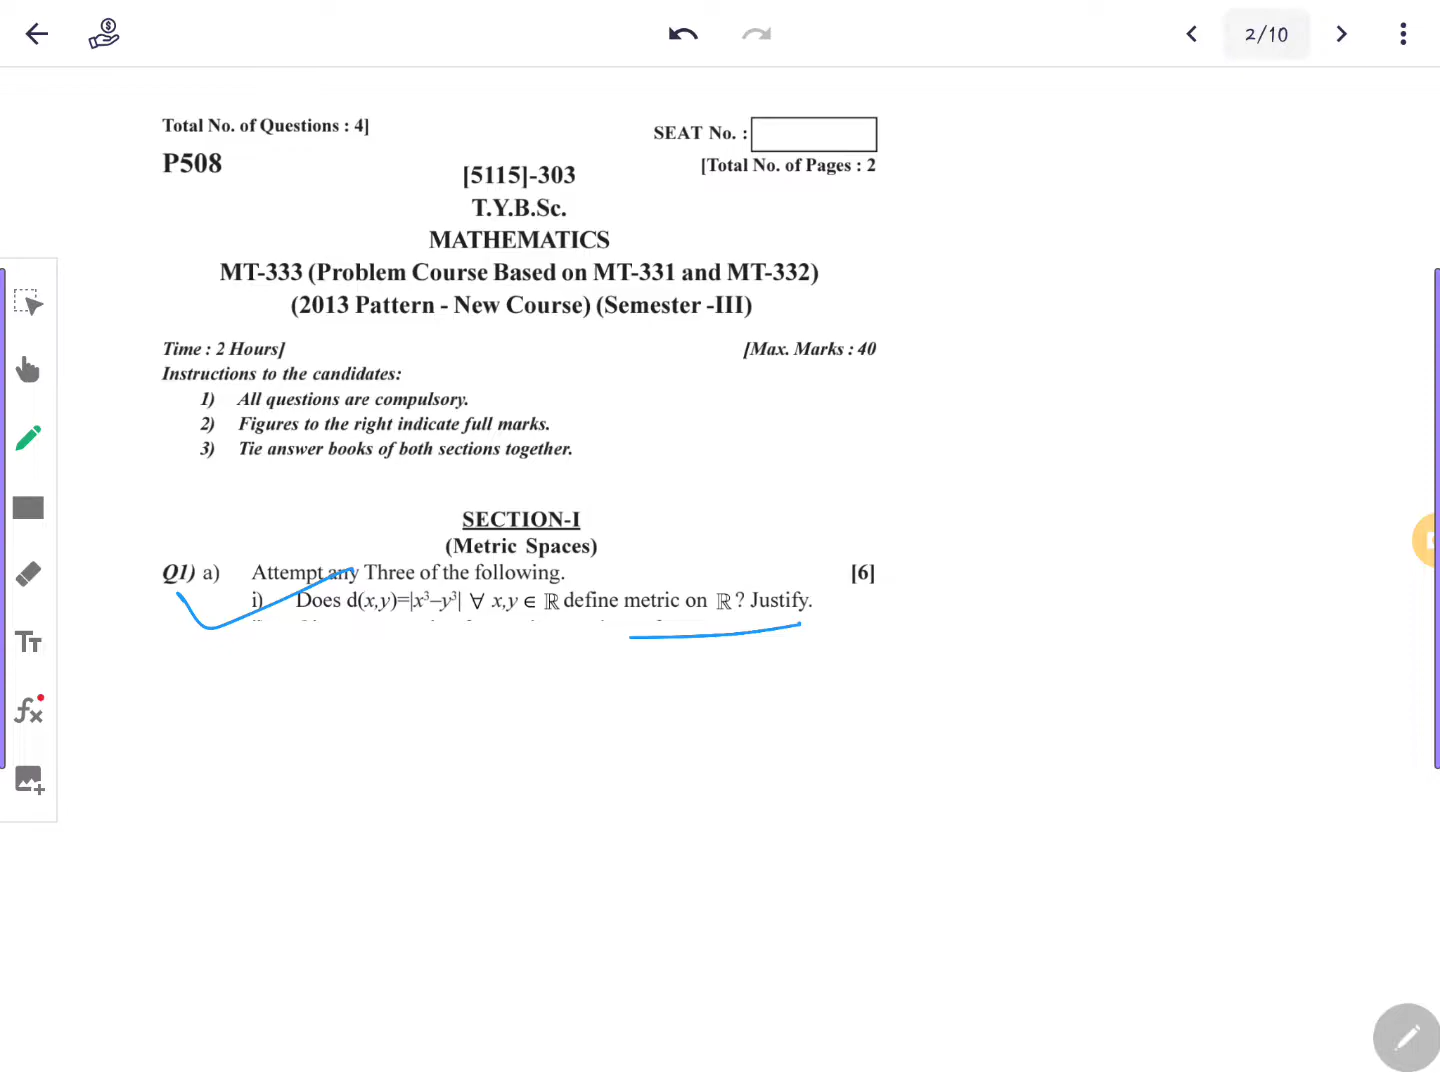 2/10
Total No. of Questions : 4]
SEAT No. :
P508
[Total No. of Pages : 2
[5115]-303
T.Y.B.Sc.
MATHEMATICS
MT-333 (Problem Course Based on MT-331 and MT-332)
(2013 Pattern - New Course) (Semester -III)
Time : 2 Hours]
[Max. Marks : 40
Instructions to the candidates:
1) All questions are compulsory.
2) Figures to the right indicate full marks.
3) Tie answer books of both sections together.
SECTION-I
(Metric Spaces)
Q1) a) Attempt any Three of the following. [6]
i) Does d(x,y)=|x³–y³| ∀ x,y ∈ ℝ define metric on ℝ? Justify.